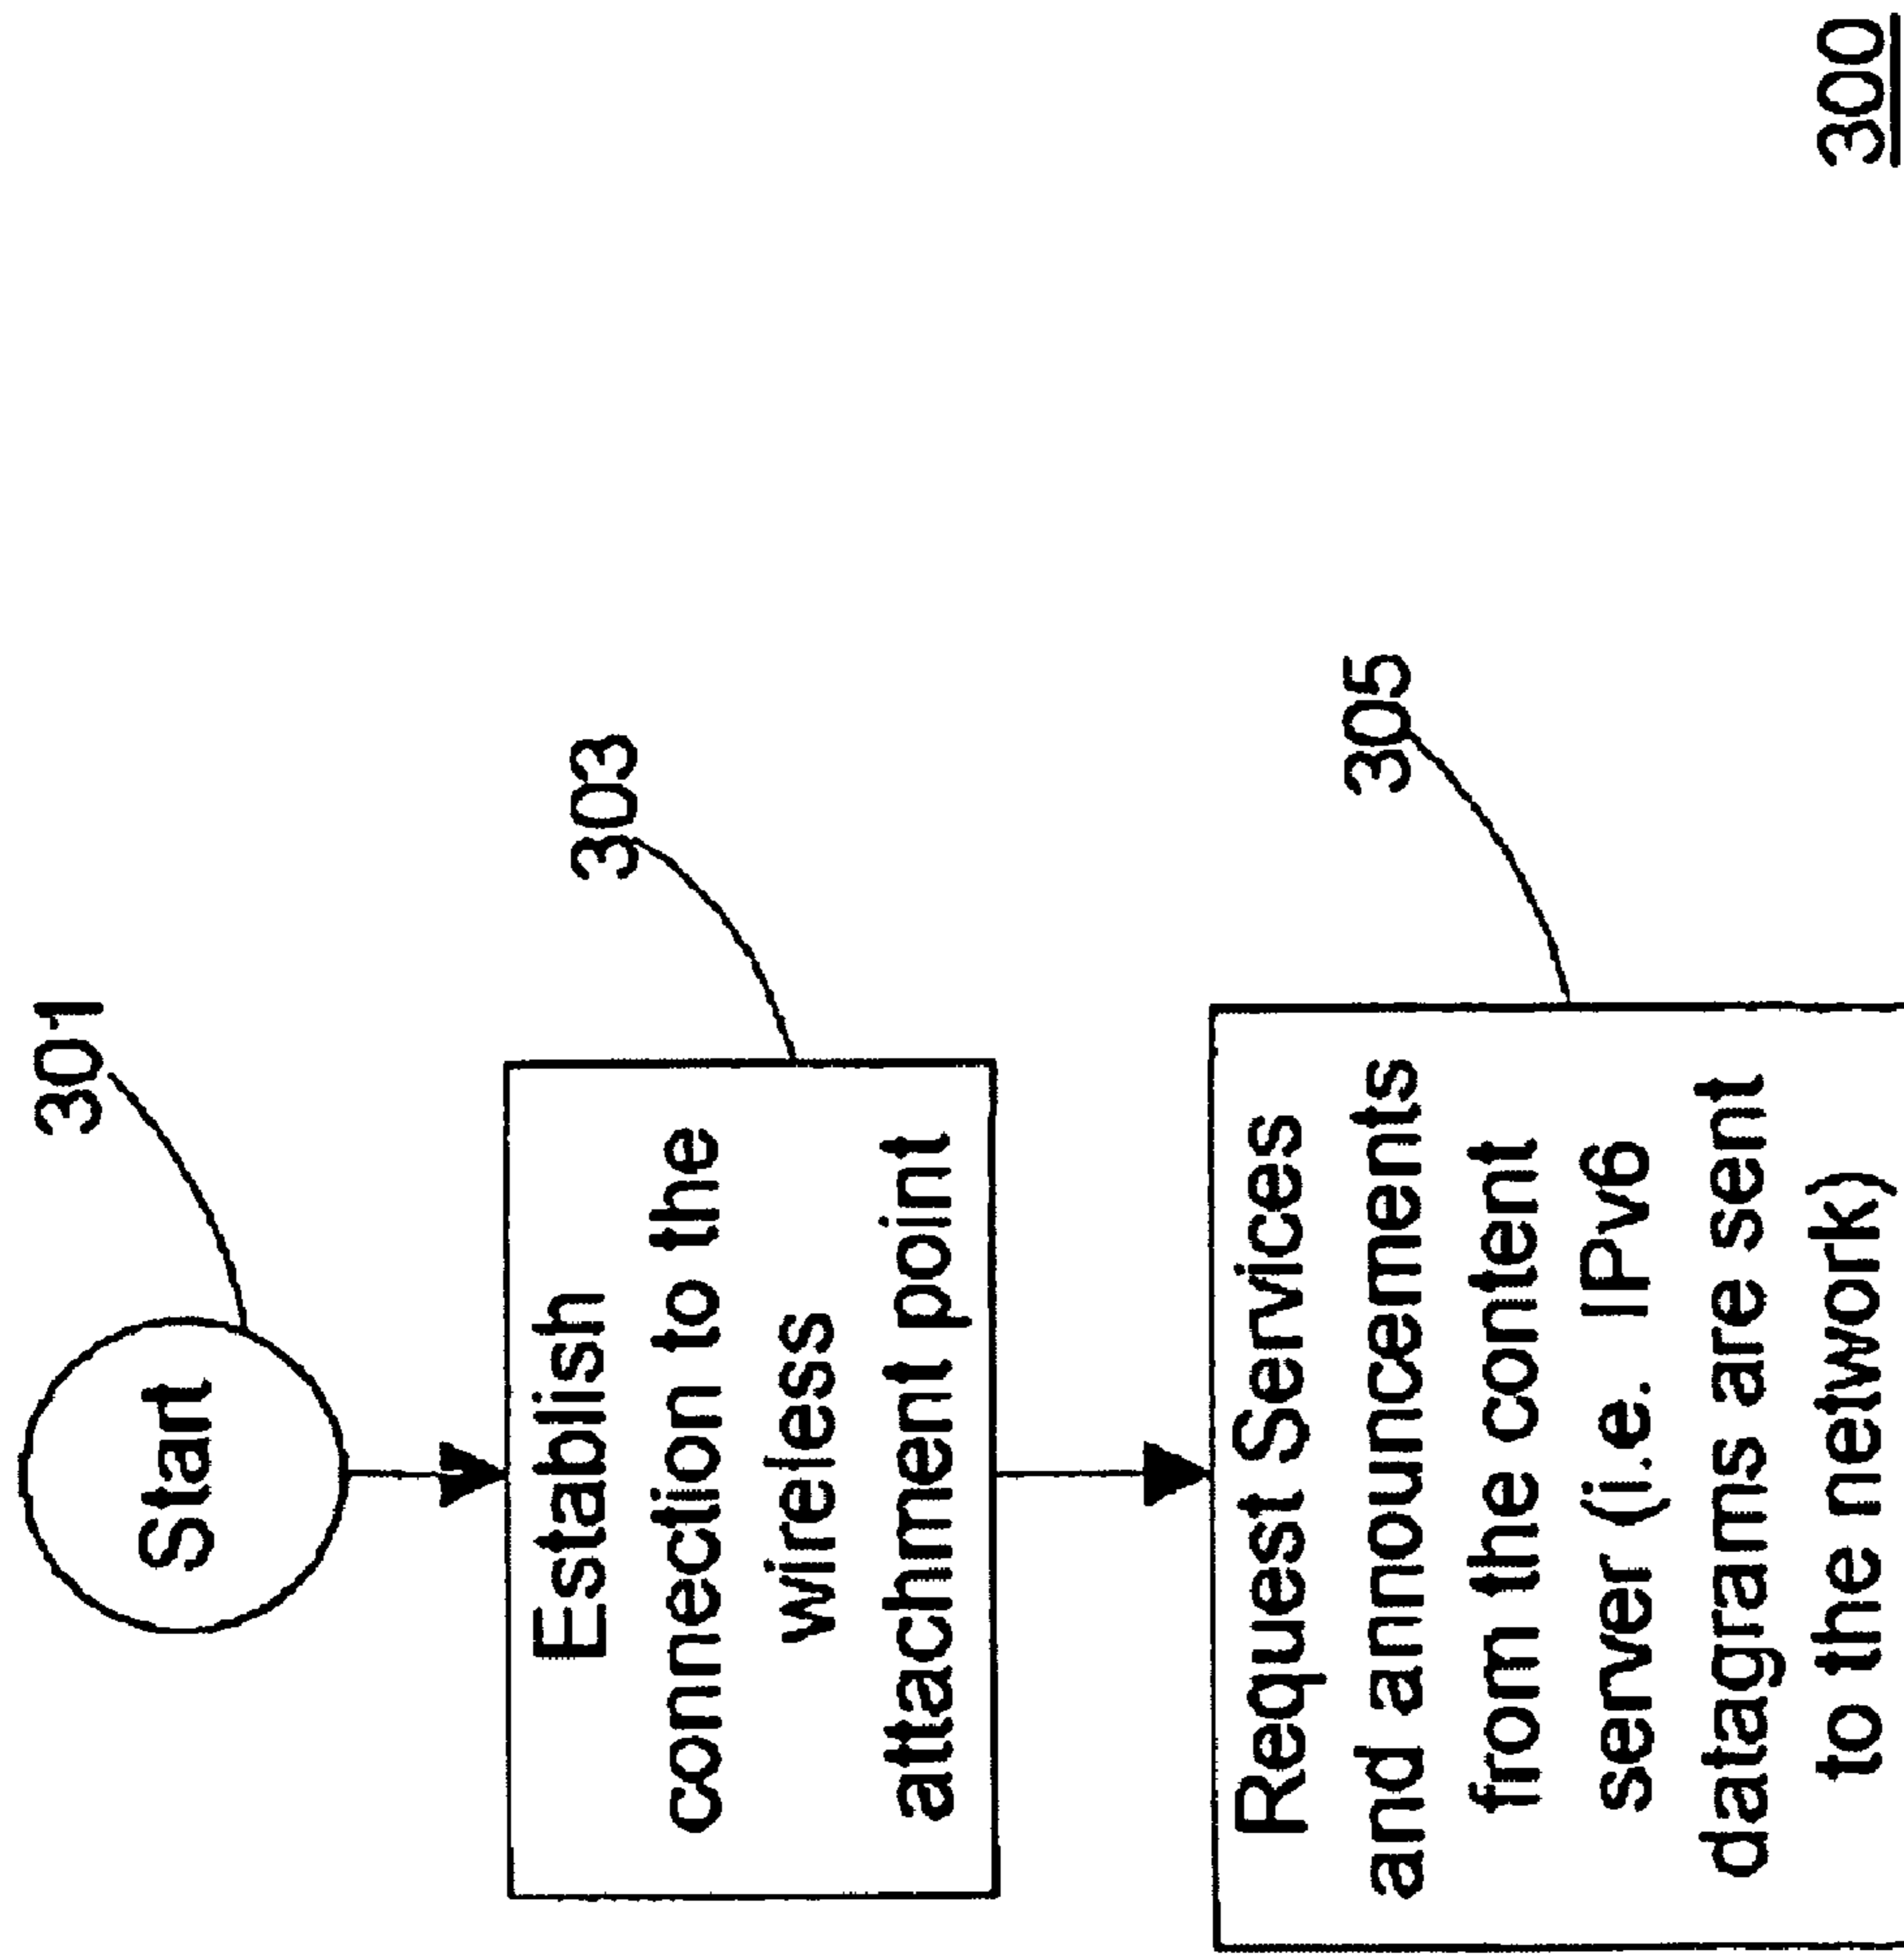 Start
301
Establish
connection to the
wireless
attachment point
303
Request Services
and announcements
from the content
server (i.e. IPv6
datagrams are sent
to the network)
305
300